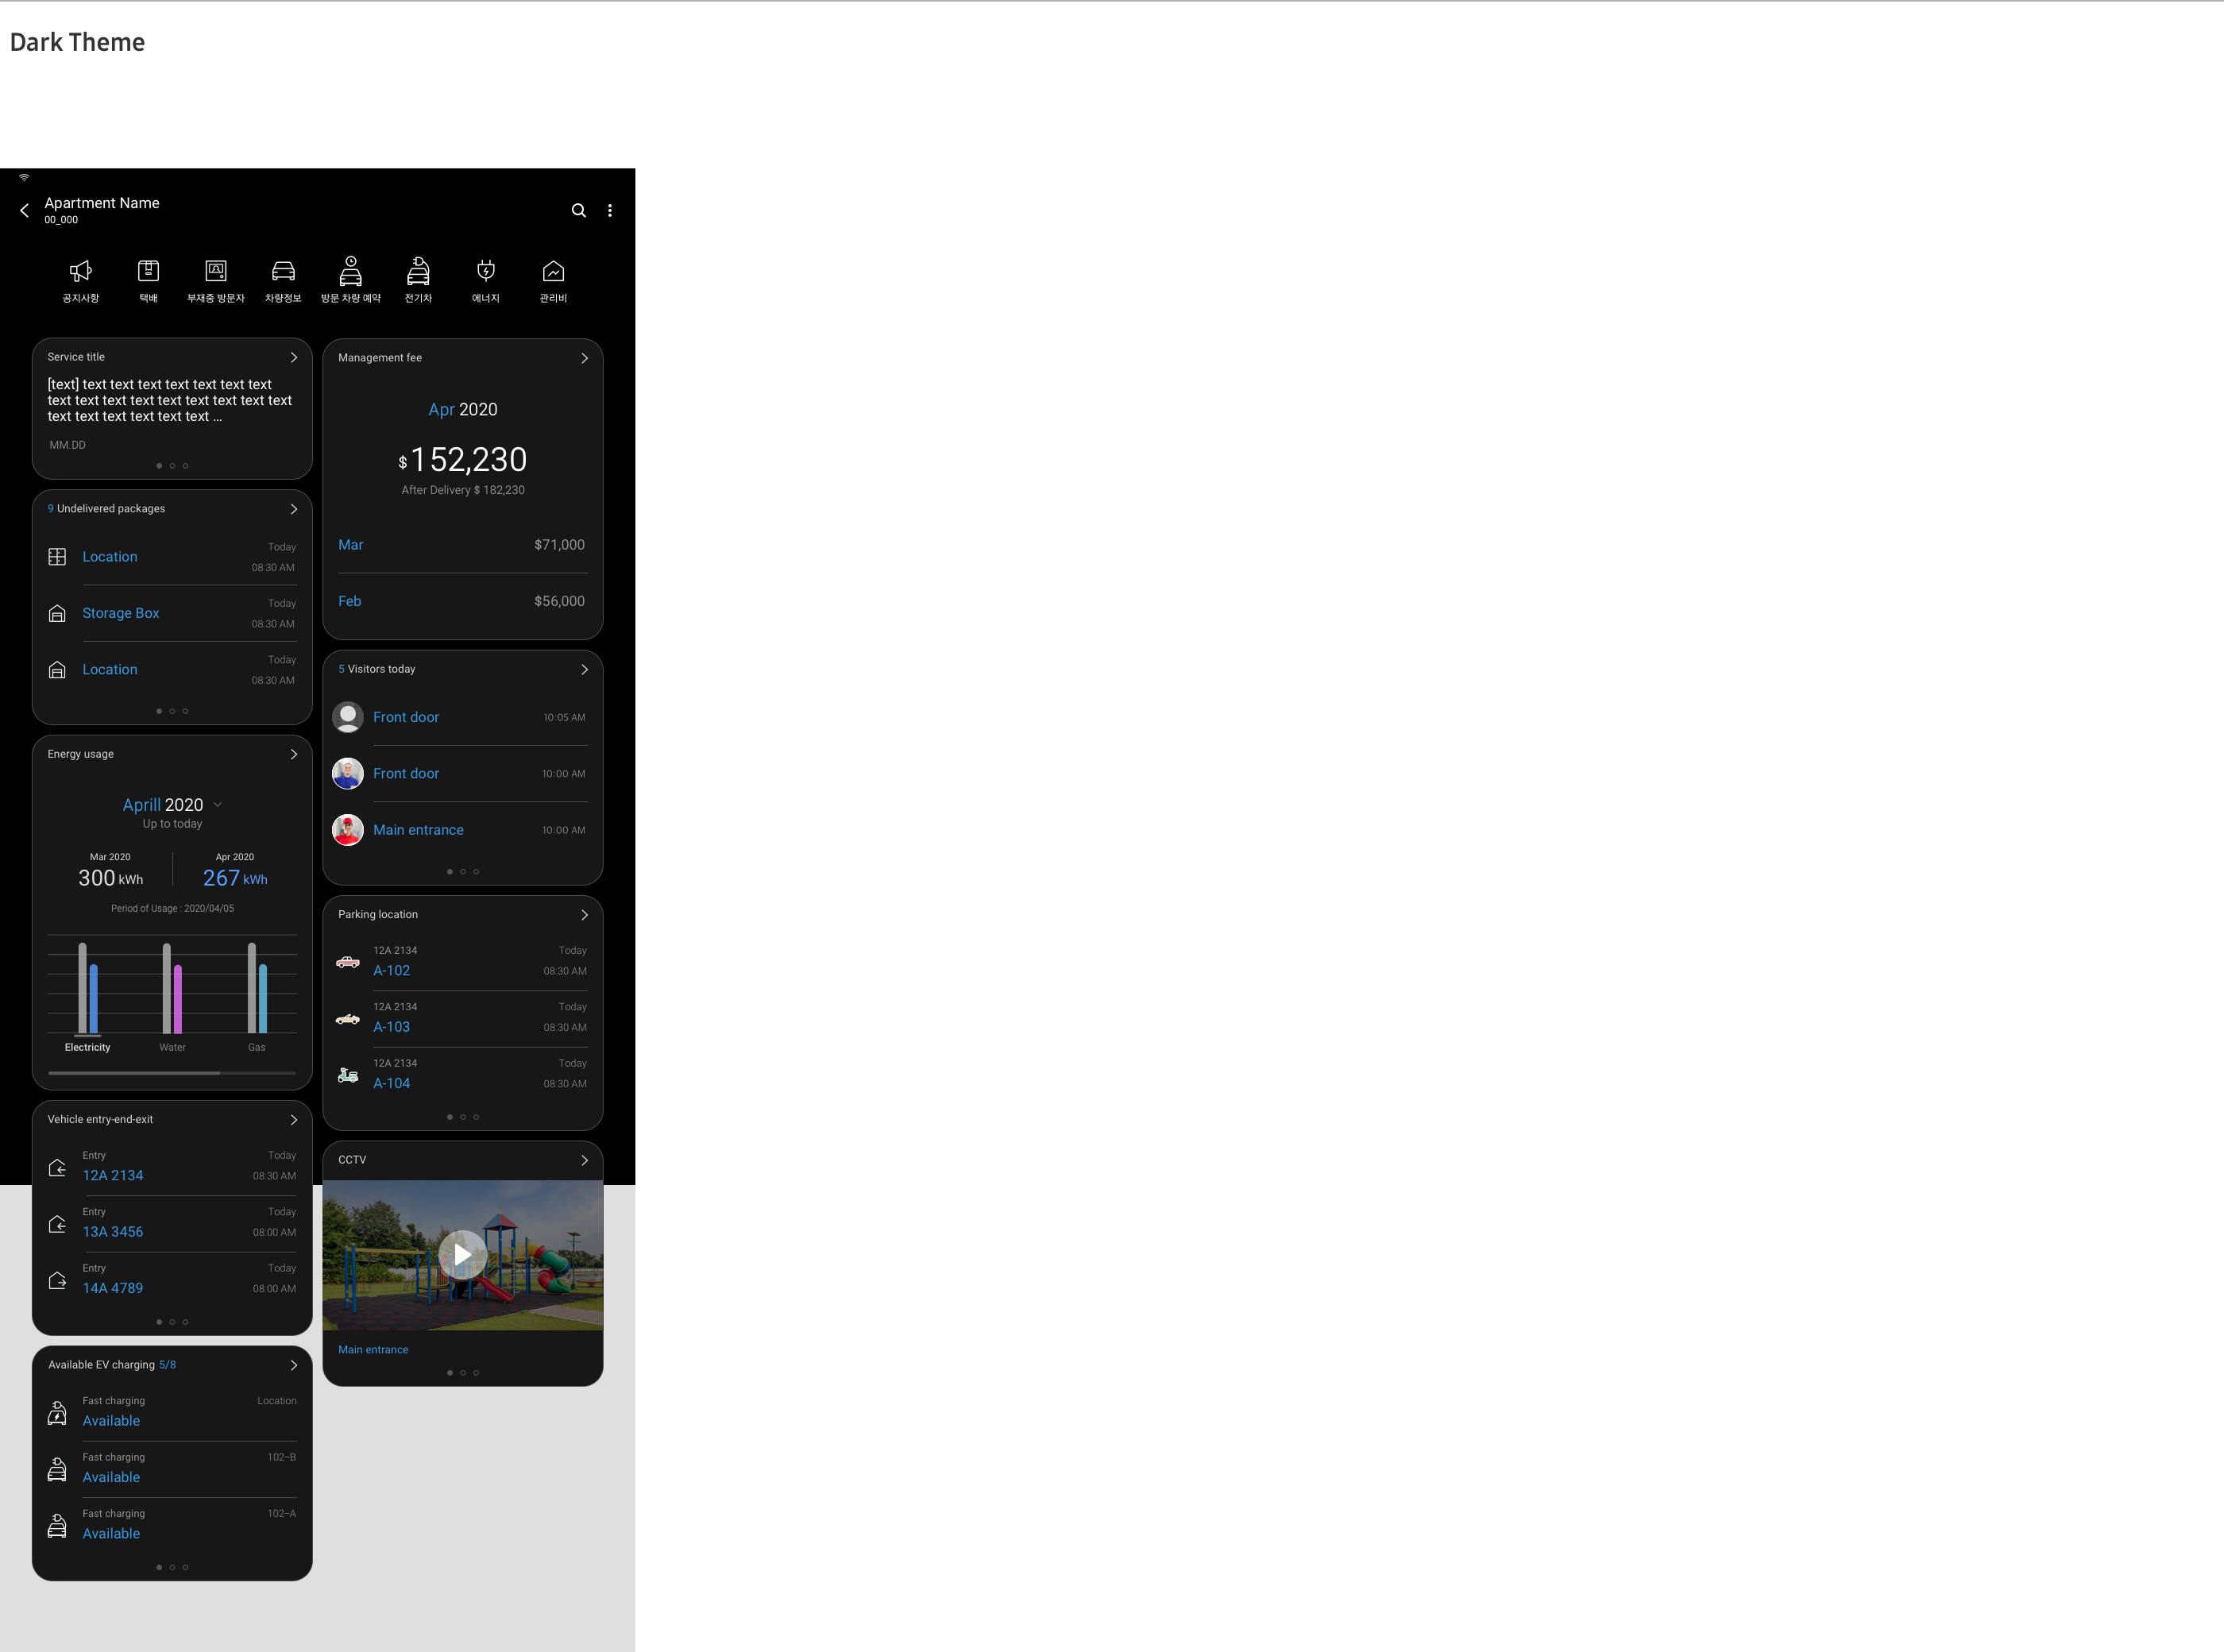 Dark Theme
Apartment Name
00_000
공지사항
택배
부재중 방문자
차량정보
방문 차량 예약
전기차
에너지
관리비
Service title
[text] text text text text text text text
text text text text text text text text text
text text text text text text ...
MM.DD
9 Undelivered packages
Location
Today
08:30 AM
Storage Box
Today
08:30 AM
Location
Today
08:30 AM
Energy usage
Aprill 2020
Up to today
Mar 2020
300 kWh
Apr 2020
267 kWh
Period of Usage : 2020/04/05
Electricity
Water
Gas
Vehicle entry-end-exit
Entry
Today
12A 2134
08:30 AM
Entry
Today
13A 3456
08:00 AM
Entry
Today
14A 4789
08:00 AM
Available EV charging 5/8
Fast charging
Location
Available
Fast charging
102-B
Available
Fast charging
102-A
Available
Management fee
Apr 2020
$152,230
After Delivery $ 182,230
Mar
$71,000
Feb
$56,000
5 Visitors today
Front door
10:05 AM
Front door
10:00 AM
Main entrance
10:00 AM
Parking location
12A 2134
Today
A-102
08:30 AM
12A 2134
Today
A-103
08:30 AM
12A 2134
Today
A-104
08:30 AM
CCTV
Main entrance